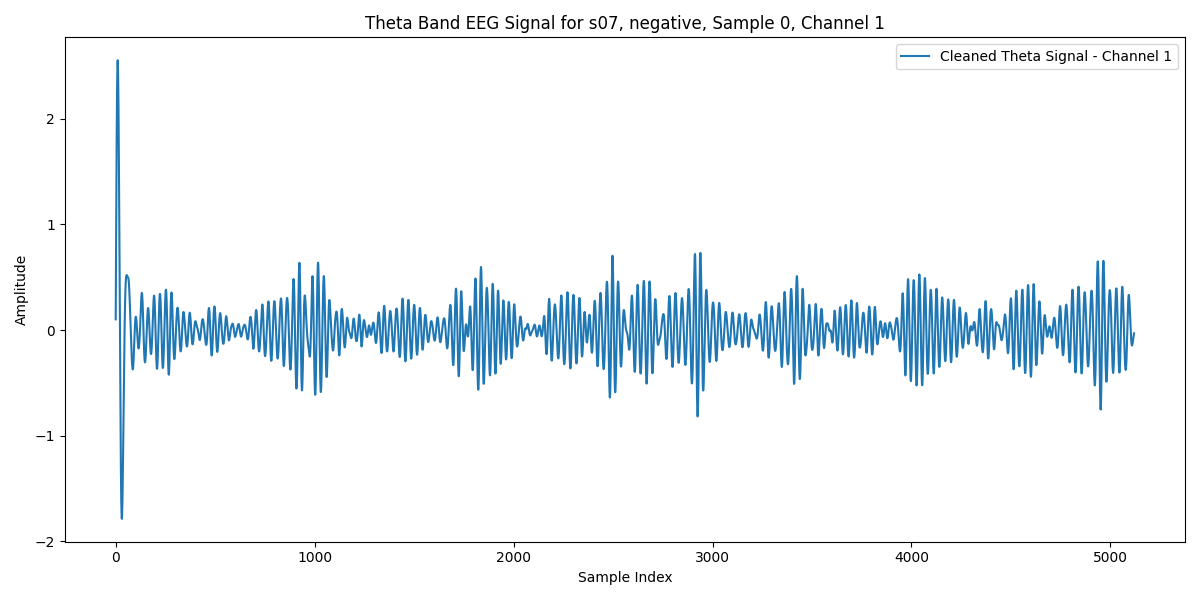 Theta Band EEG Signal for s07, negative, Sample 0, Channel 1
Cleaned Theta Signal - Channel 1
Amplitude
2
1
0
−1
−2
0 1000 2000 3000 4000 5000
Sample Index